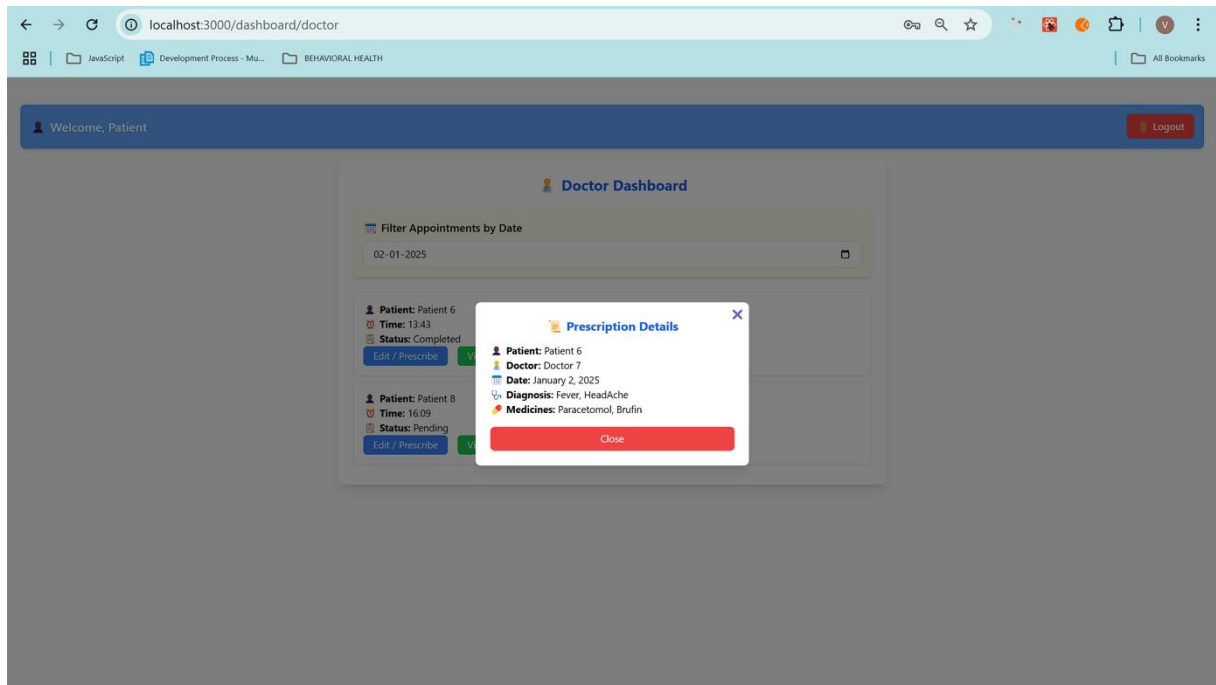 localhost:3000/dashboard/doctor
V
JavaScript
Development Process - Mu...
BEHAVIORAL HEALTH
All Bookmarks
Welcome, Patient
Logout
Doctor Dashboard
Filter Appointments by Date
02-01-2025
Patient: Patient 6
Time: 13:43
Status: Completed
Edit / Prescribe
Prescription Details
Patient: Patient 6
Doctor: Doctor 7
Date: January 2, 2025
Diagnosis: Fever, HeadAche
Medicines: Paracetomol, Brufin
Close
Patient: Patient 8
Time: 16:09
Status: Pending
Edit / Prescribe